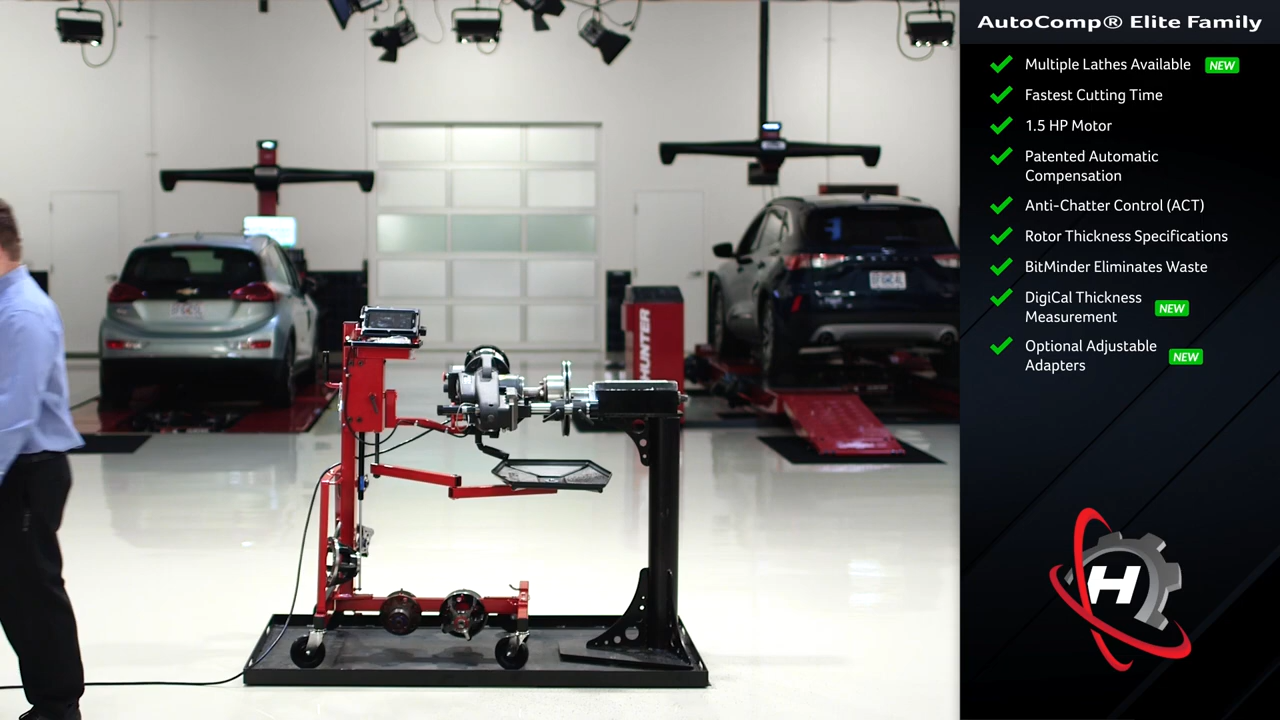 AutoComp® Elite Family
Multiple Lathes Available NEW
Fastest Cutting Time
1.5 HP Motor
Patented Automatic
Compensation
Anti-Chatter Control (ACT)
Rotor Thickness Specifications
BitMinder Eliminates Waste
DigiCal Thickness
Measurement NEW
Optional Adjustable
Adapters NEW
H
HUNTER